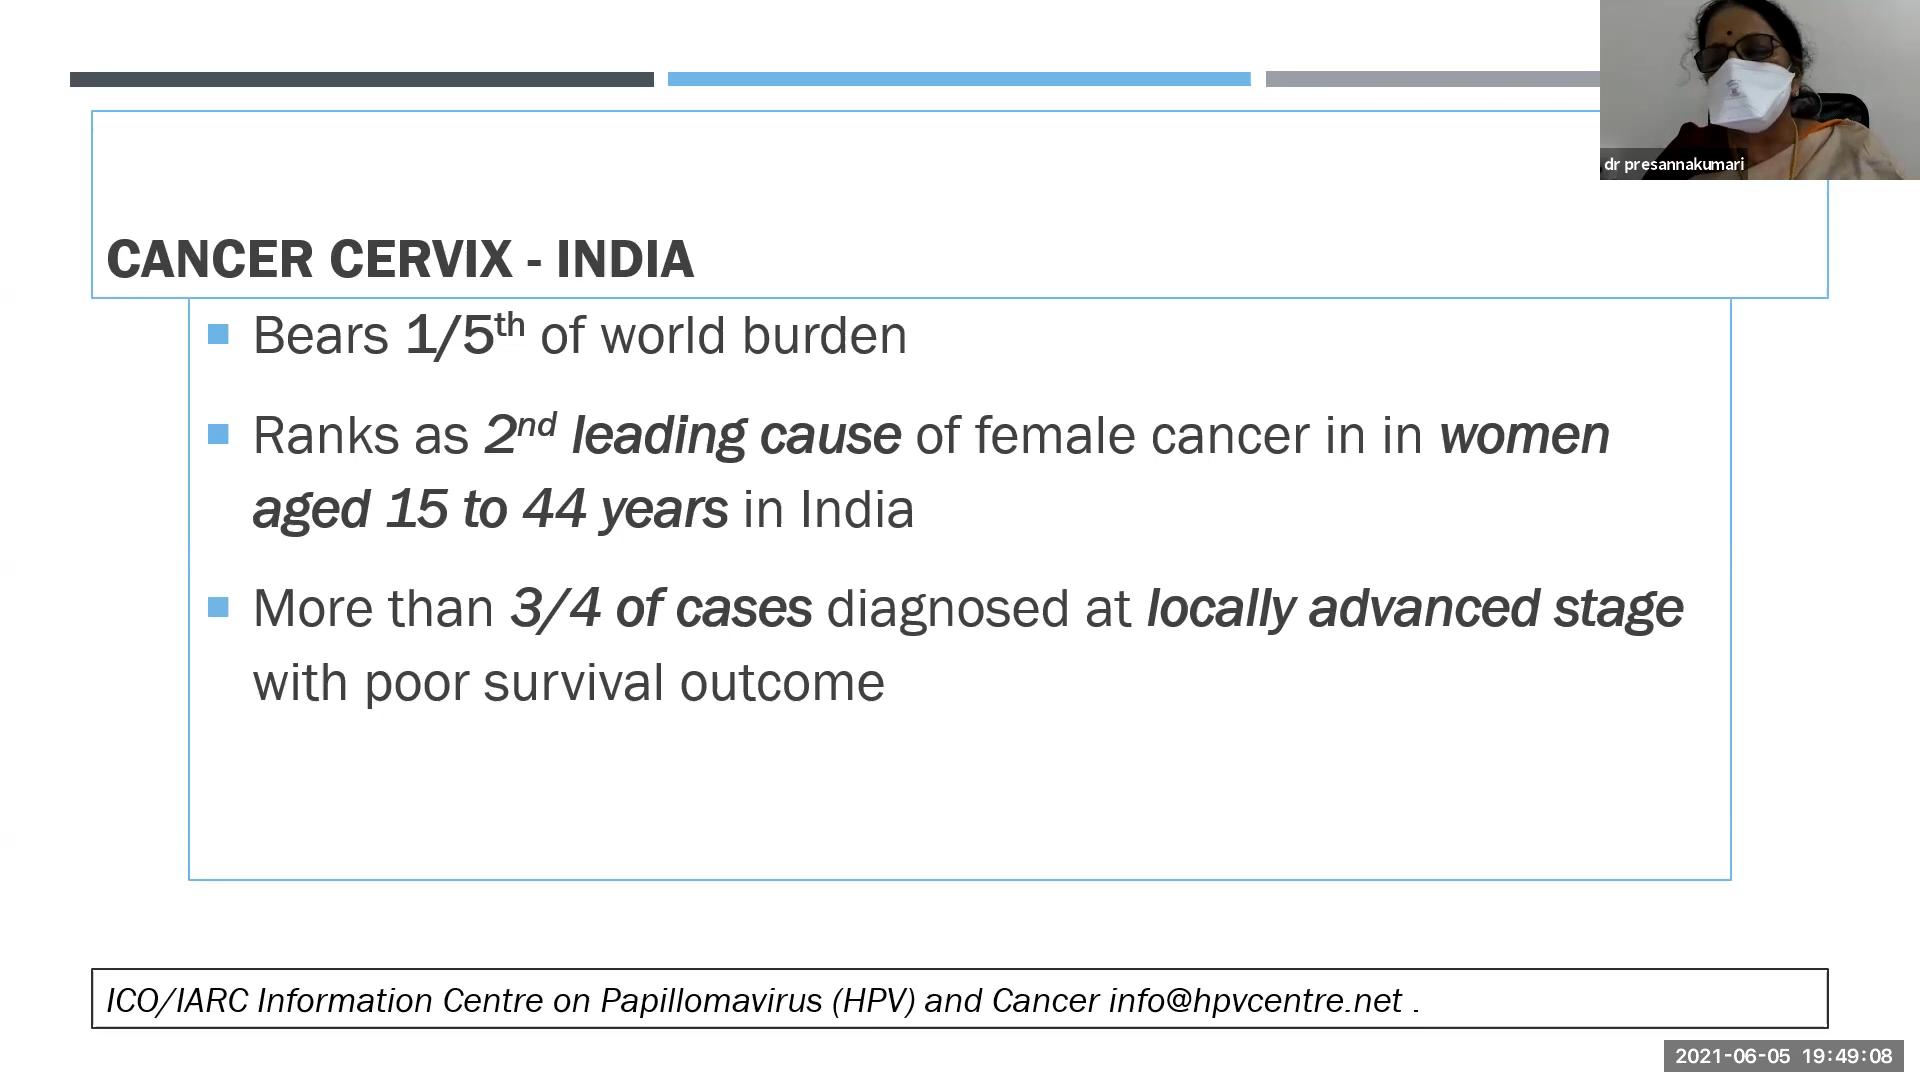 dr presannakumari
CANCER CERVIX - INDIA
Bears 1/5th of world burden
Ranks as 2nd leading cause of female cancer in in women
aged 15 to 44 years in India
More than 3/4 of cases diagnosed at locally advanced stage
with poor survival outcome
ICO/IARC Information Centre on Papillomavirus (HPV) and Cancer info@hpvcentre.net .
2021-06-05 19:49:08